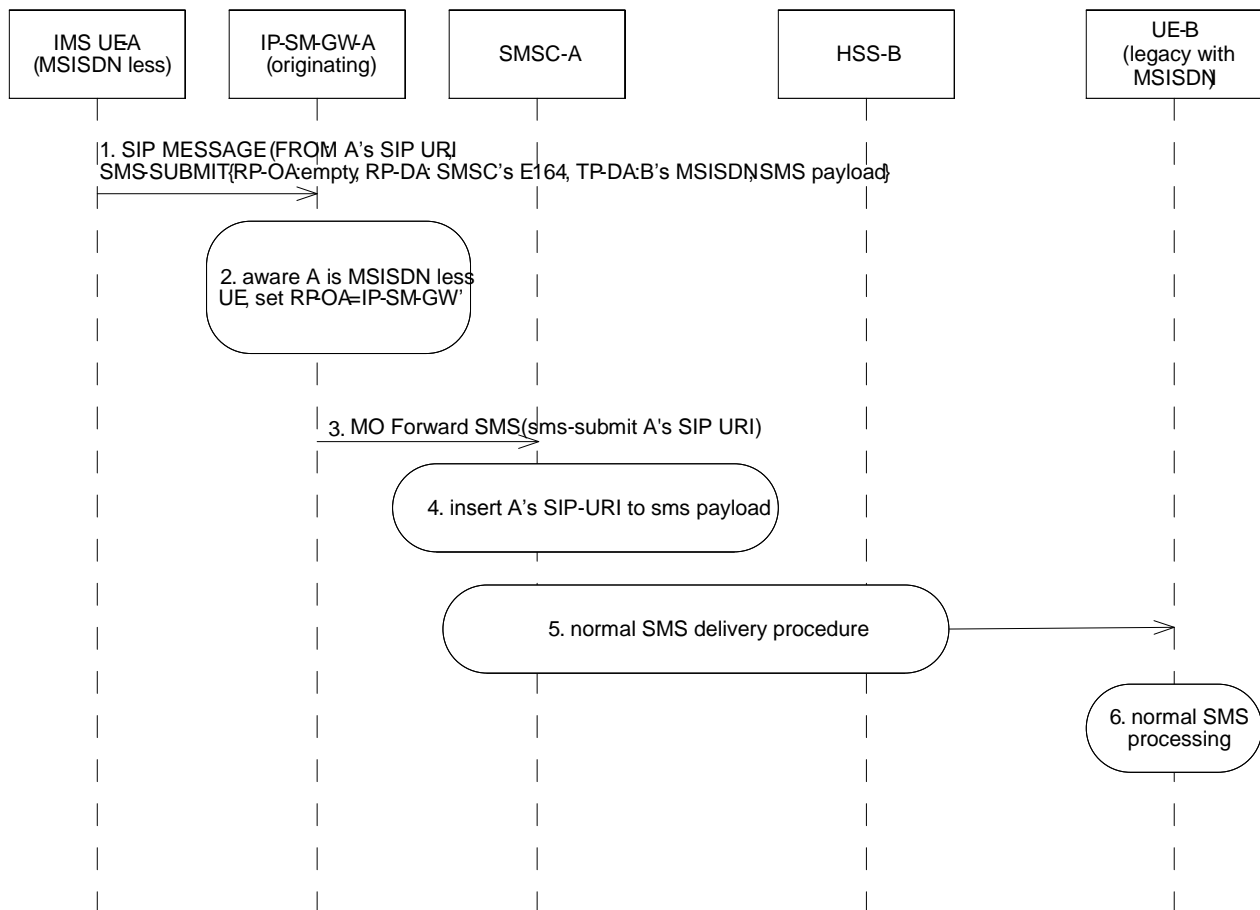 IMS UE-A
(MSISDN less)
IP-SM-GW-A
(originating)
SMSC-A
HSS-B
UE-B
(legacy with
MSISDN)
1. SIP MESSAGE (FROM: A's SIP URI,
SMS-SUBMIT{RP-OA:empty, RP-DA: SMSC's E164, TP-DA:B's MSISDN, SMS payload}
2. aware A is MSISDN less
UE, set RP-OA=IP-SM-GW'
3. MO Forward SMS(sms-submit A's SIP URI)
4. insert A's SIP-URI to sms payload
5. normal SMS delivery procedure
6. normal SMS
processing